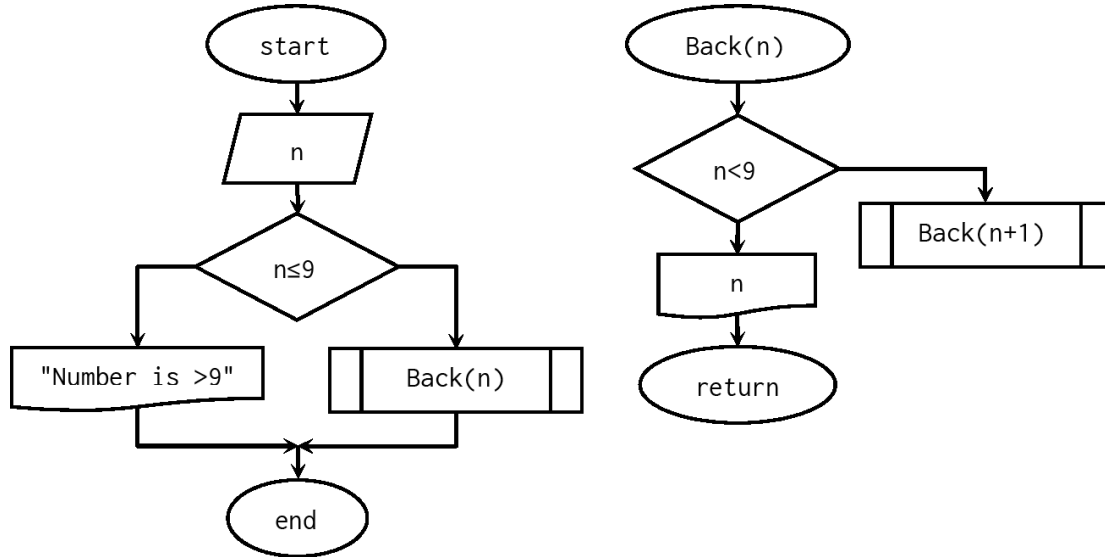 start
n
n≤9
"Number is >9"
Back(n)
end
Back(n)
n<9
Back(n+1)
n
return